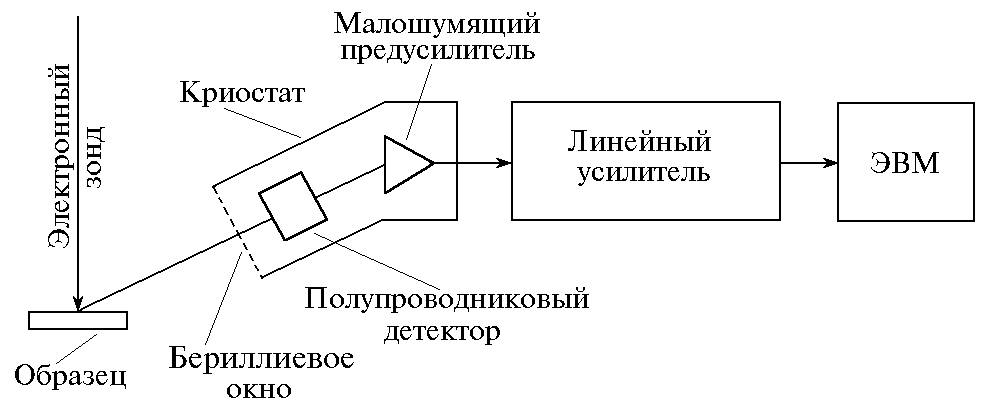 Малошумящий
предусилитель
Криостат
Электронный
зонд
Линейный
усилитель
ЭВМ
Полупроводниковый
детектор
Бериллиевое
окно
Образец